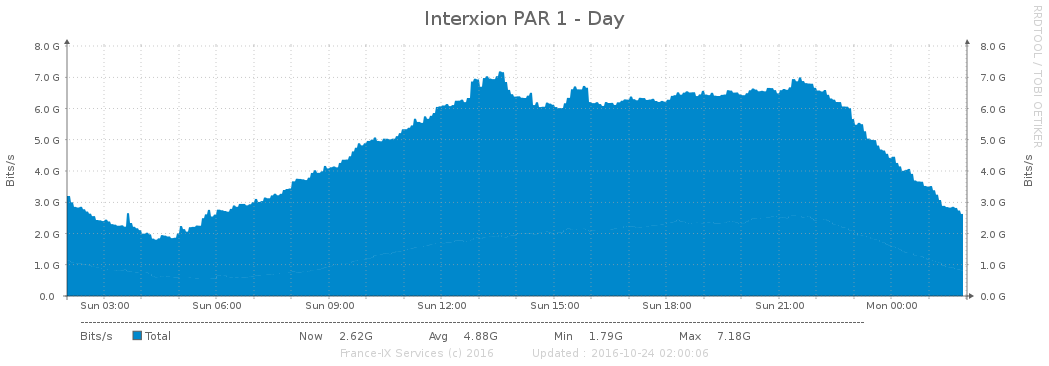 Interxion PAR 1 - Day
RRDTOOL / TOBI OETIKER
Bits/s
8.0 G 8.0 G
7.0 G 7.0 G
6.0 G 6.0 G
5.0 G 5.0 G
4.0 G 4.0 G
3.0 G 3.0 G
2.0 G 2.0 G
1.0 G 1.0 G
0.0 0.0 G
Bits/s
Sun 03:00 Sun 06:00 Sun 09:00 Sun 12:00 Sun 15:00 Sun 18:00 Sun 21:00 Mon 00:00
Bits/s Total Now 2.62G Avg 4.88G Min 1.79G Max 7.18G
France-IX Services (c) 2016 Updated : 2016-10-24 02:00:06